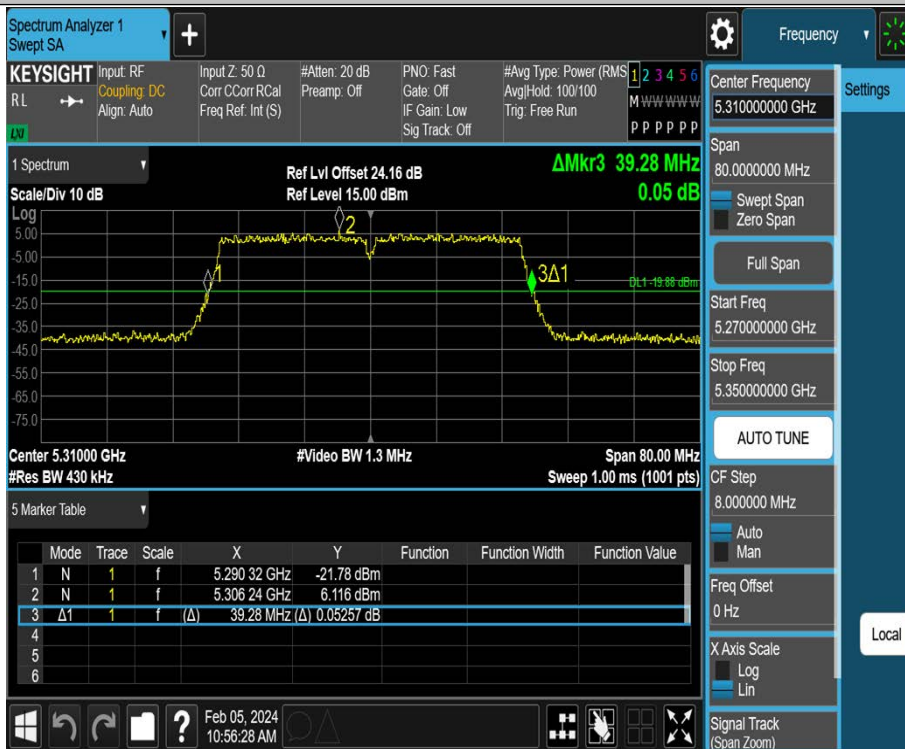 Spectrum Analyzer 1
Swept SA
+
Frequency
Settings
KEYSIGHT
RL
LXI
Input: RF
Coupling: DC
Align: Auto
Input Z: 50 Ω
Corr CCorr RCal
Freq Ref: Int (S)
#Atten: 20 dB
Preamp: Off
PNO: Fast
Gate: Off
IF Gain: Low
Sig Track: Off
#Avg Type: Power (RMS
Avg|Hold: 100/100
Trig: Free Run
1 2 3 4 5 6
M W W W W W
P P P P P P
1 Spectrum
Scale/Div 10 dB
Ref Lvl Offset 24.16 dB
Ref Level 15.00 dBm
ΔMkr3 39.28 MHz
0.05 dB
Log
5.00
-5.00
-15.0
-25.0
-35.0
-45.0
-55.0
-65.0
-75.0
1
2
3Δ1
DL1 -19.88 dBm
Center 5.31000 GHz
#Video BW 1.3 MHz
Span 80.00 MHz
#Res BW 430 kHz
Sweep 1.00 ms (1001 pts)
5 Marker Table
Mode Trace Scale X Y Function Function Width Function Value
1 N 1 f 5.290 32 GHz -21.78 dBm
2 N 1 f 5.306 24 GHz 6.116 dBm
3 Δ1 1 f (Δ) 39.28 MHz (Δ) 0.05257 dB
4
5
6
Center Frequency
5.310000000 GHz
Span
80.0000000 MHz
Swept Span
Zero Span
Full Span
Start Freq
5.270000000 GHz
Stop Freq
5.350000000 GHz
AUTO TUNE
CF Step
8.000000 MHz
Auto
Man
Freq Offset
0 Hz
X Axis Scale
Log
Lin
Signal Track
(Span Zoom)
Local
?
Feb 05, 2024
10:56:28 AM